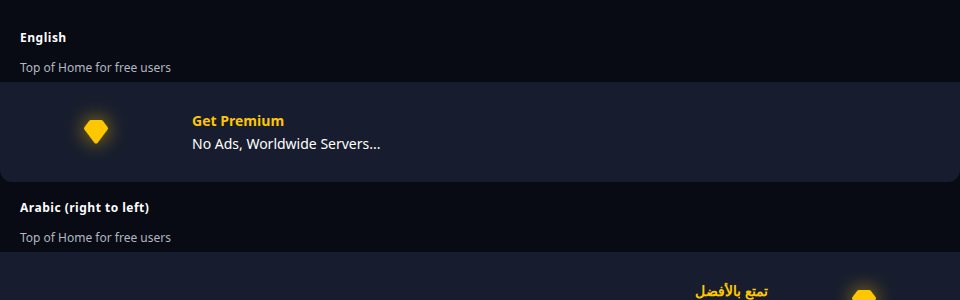 English
Top of Home for free users
Get Premium
No Ads, Worldwide Servers...
Arabic (right to left)
Top of Home for free users
تمتع بالأفضل